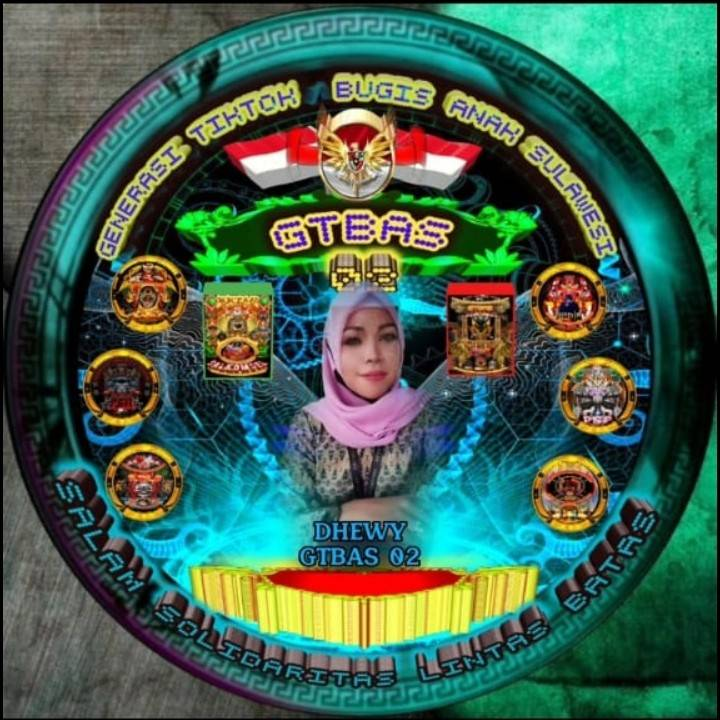 GENERASI TIKTOK BUGIS ANAK SULAWESI
GTBAS
02
DHEWY
GTBAS 02
SALAM SOLIDARITAS LINTAS BATAS